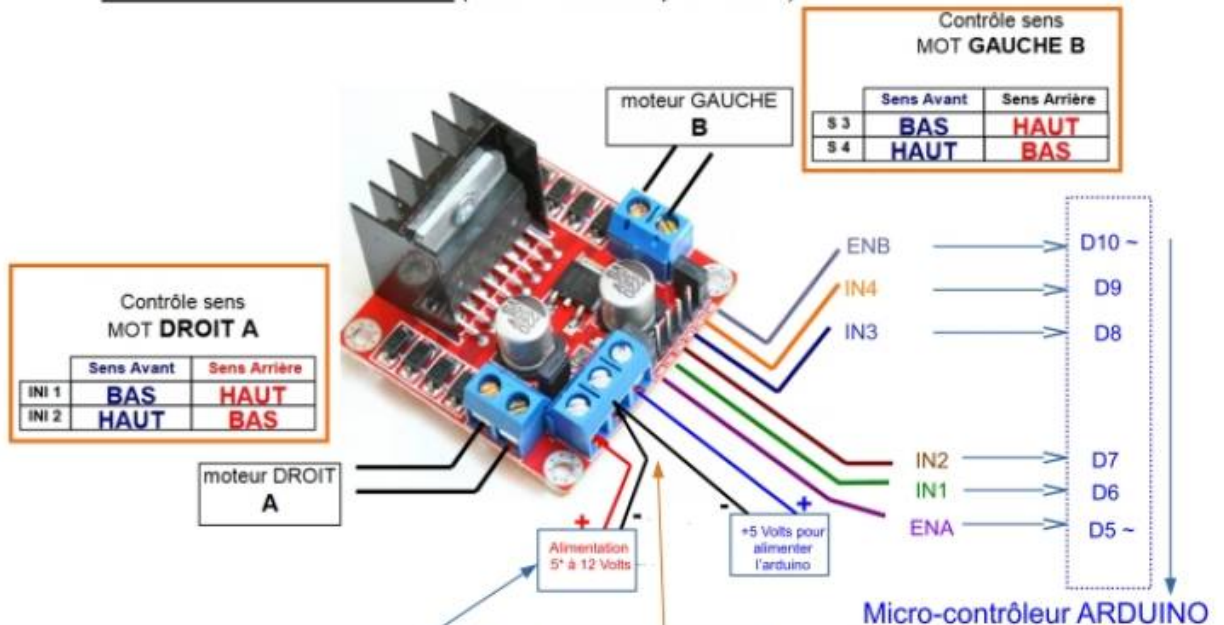 Contrôle sens
MOT GAUCHE B
Sens Avant Sens Arrière
S 3 BAS HAUT
S 4 HAUT BAS
moteur GAUCHE
B
ENB D10 ~
IN4 D9
IN3 D8
Contrôle sens
MOT DROIT A
Sens Avant Sens Arrière
INI 1 BAS HAUT
INI 2 HAUT BAS
moteur DROIT
A
IN2 D7
IN1 D6
ENA D5 ~
+ - - +
Alimentation
5* à 12 Volts
+5 Volts pour
alimenter
l'arduino
Micro-contrôleur ARDUINO